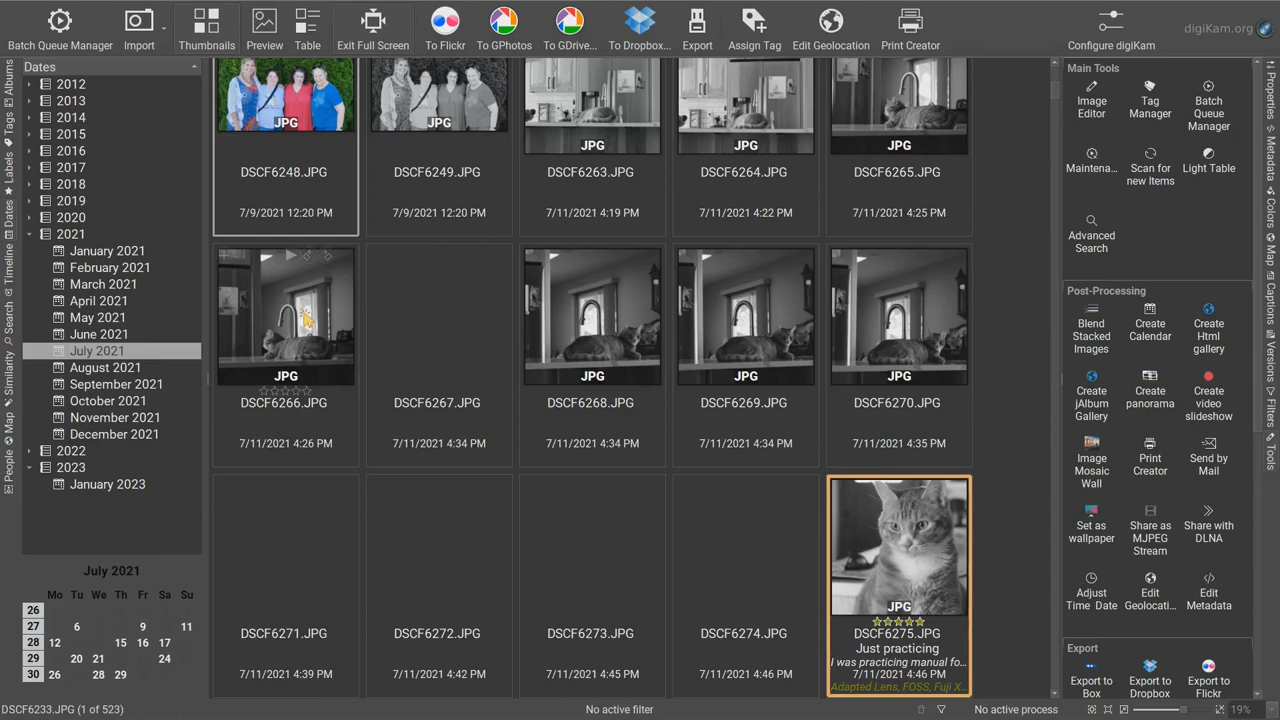 Batch Queue Manager
Import
Thumbnails
Preview
Table
Exit Full Screen
To Flickr
To GPhotos
To GDrive...
To Dropbox...
Export
Assign Tag
Edit Geolocation
Print Creator
Configure digiKam
digiKam.org
Albums
Tags
Labels
Dates
Timeline
Search
Similarity
Map
People
Dates
2012
2013
2014
2015
2016
2017
2018
2019
2020
2021
January 2021
February 2021
March 2021
April 2021
May 2021
June 2021
July 2021
August 2021
September 2021
October 2021
November 2021
December 2021
2022
2023
January 2023
July 2021
Mo Tu We Th Fr Sa Su
26
27 6 9 11
28 12 15 16 17
29 20 21 24
30 26 28 29
JPG JPG JPG JPG JPG
DSCF6248.JPG DSCF6249.JPG DSCF6263.JPG DSCF6264.JPG DSCF6265.JPG
7/9/2021 12:20 PM 7/9/2021 12:20 PM 7/11/2021 4:19 PM 7/11/2021 4:22 PM 7/11/2021 4:25 PM
JPG JPG JPG JPG
DSCF6266.JPG DSCF6267.JPG DSCF6268.JPG DSCF6269.JPG DSCF6270.JPG
7/11/2021 4:26 PM 7/11/2021 4:34 PM 7/11/2021 4:34 PM 7/11/2021 4:34 PM 7/11/2021 4:35 PM
JPG
DSCF6271.JPG DSCF6272.JPG DSCF6273.JPG DSCF6274.JPG DSCF6275.JPG
Just practicing
I was practicing manual fo...
7/11/2021 4:39 PM 7/11/2021 4:42 PM 7/11/2021 4:45 PM 7/11/2021 4:46 PM 7/11/2021 4:46 PM
Adapted Lens, FOSS, Fuji X...
Main Tools
Image
Editor
Tag
Manager
Batch
Queue
Manager
Maintena...
Scan for
new Items
Light Table
Advanced
Search
Post-Processing
Blend
Stacked
Images
Create
Calendar
Create
Html
gallery
Create
jAlbum
Gallery
Create
panorama
Create
video
slideshow
Image
Mosaic
Wall
Print
Creator
Send by
Mail
Set as
wallpaper
Share as
MJPEG
Stream
Share with
DLNA
Adjust
Time Date
Edit
Geolocati...
Edit
Metadata
Export
Export to
Box
Export to
Dropbox
Export to
Flickr
Properties
Metadata
Colors
Map
Captions
Versions
Filters
Tools
DSCF6233.JPG (1 of 523)
No active filter
No active process
19%